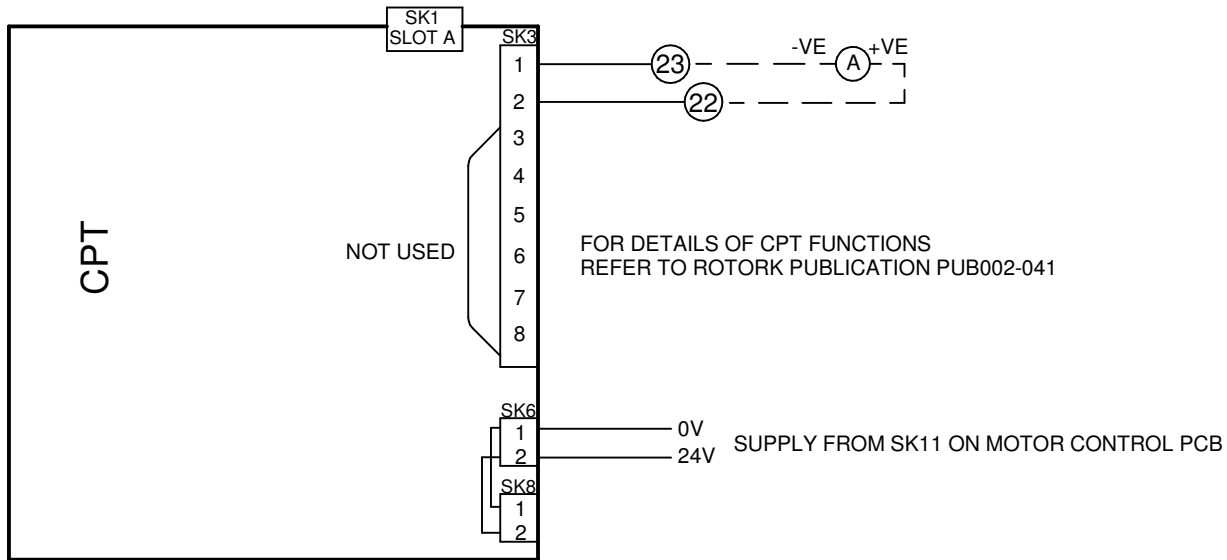 SK1
SLOT A
SK3
1
2
3
4
5
6
7
8
23
-VE
A
+VE
22
CPT
NOT USED
FOR DETAILS OF CPT FUNCTIONS
REFER TO ROTORK PUBLICATION PUB002-041
SK6
1
2
0V
24V
SUPPLY FROM SK11 ON MOTOR CONTROL PCB
SK8
1
2